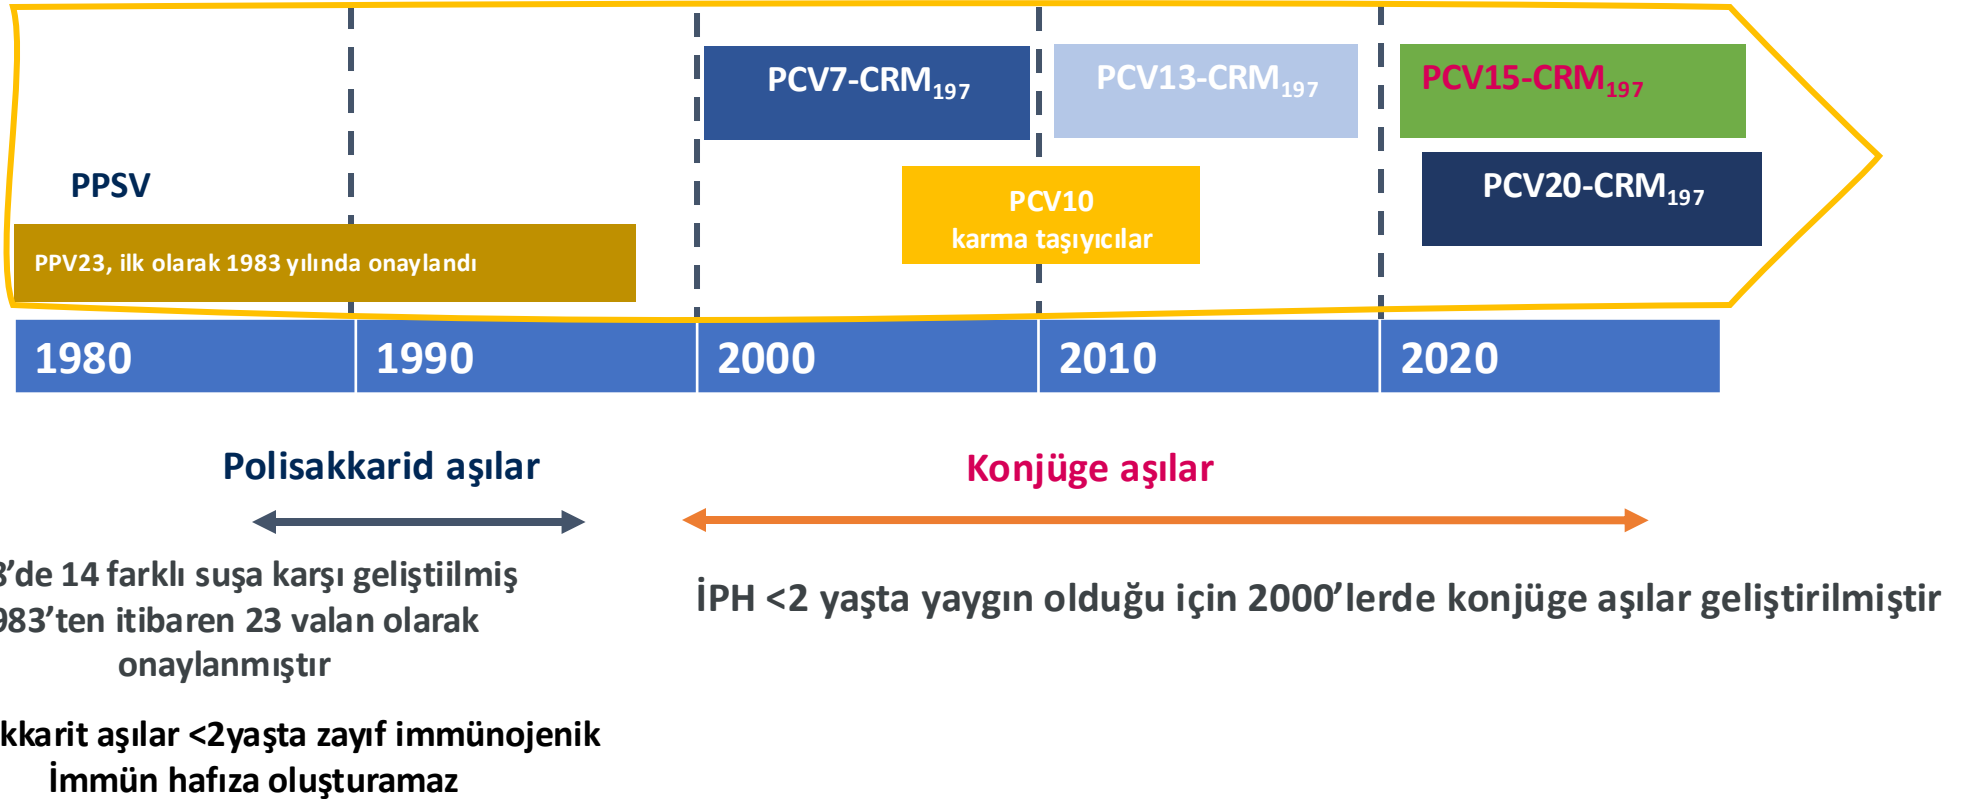 PCV7-CRM197
PCV13-CRM197
PCV15-CRM197
PPSV
PCV10
karma taşıyıcılar
PCV20-CRM197
PPV23, ilk olarak 1983 yılında onaylandı
1980
1990
2000
2010
2020
Polisakkarid aşılar
Konjüge aşılar
’de 14 farklı suşa karşı geliştiilmiş
983’ten itibaren 23 valan olarak
onaylanmıştır
İPH <2 yaşta yaygın olduğu için 2000’lerde konjüge aşılar geliştirilmiştir
kkarit aşılar <2yaşta zayıf immünojenik
İmmün hafıza oluşturamaz